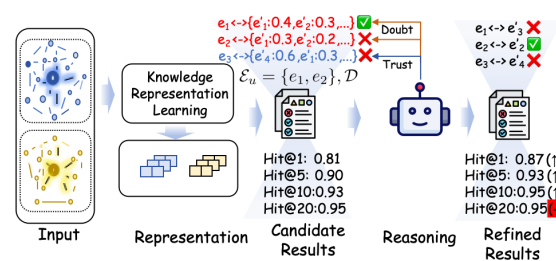 e₁<->{e'₁:0.4,e'₂:0.3,...}
e₂<->{e'₁:0.3,e'₂:0.2,...}
e₃<->{e'₄:0.6,e'₁:0.3,...}
Doubt
Trust
ℰᵤ = {e₁, e₂}, 𝒟
e₁<-> e'₃
e₂<-> e'₂
e₃<-> e'₄
Knowledge
Representation
Learning
Hit@1: 0.81
Hit@5: 0.90
Hit@10:0.93
Hit@20:0.95
Hit@1: 0.87(↑
Hit@5: 0.93(↑
Hit@10:0.95(↑
Hit@20:0.95(-
Input
Representation
Candidate
Results
Reasoning
Refined
Results